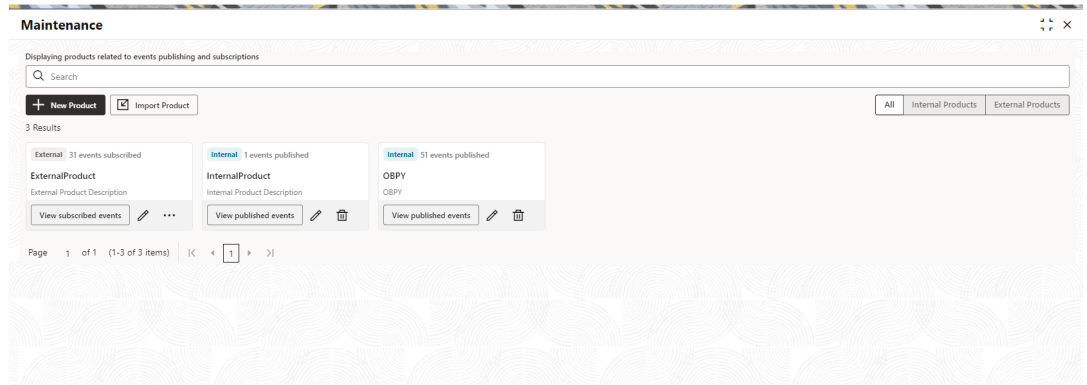 Maintenance
Displaying products related to events publishing and subscriptions
Search
New Product Import Product All Internal Products External Products
3 Results
External 31 events subscribed Internal 1 events published Internal 51 events published
ExternalProduct InternalProduct OBPY
External Product Description Internal Product Description OBPY
View subscribed events View published events View published events
Page 1 of 1 (1-3 of 3 items) 1